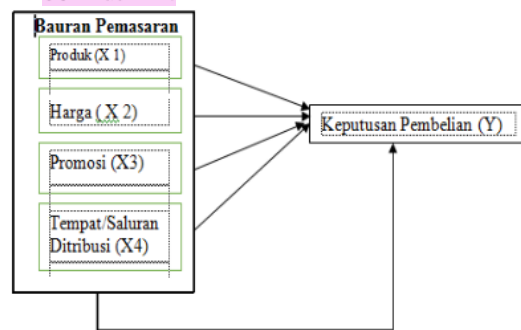 Bauran Pemasaran
Produk (X 1)
Harga ( X 2)
Keputusan Pembelian (Y)
Promosi (X3)
Tempat/Saluran
Ditribusi (X4)